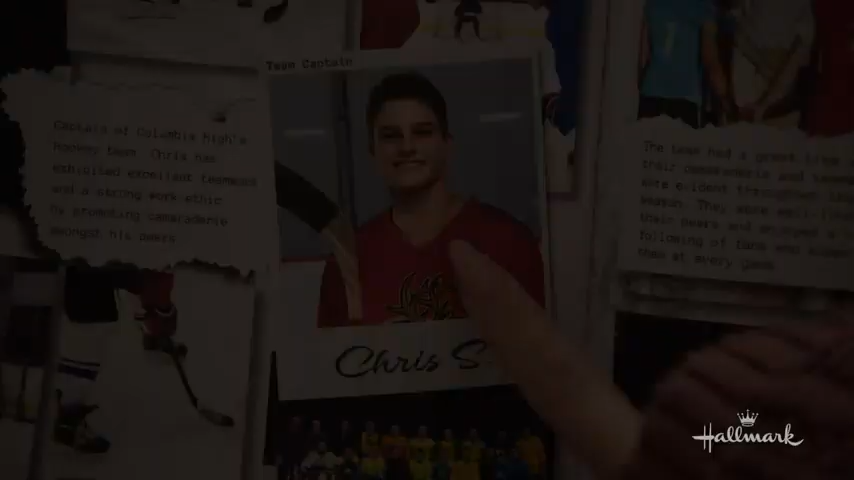 Team Captain
Captain of Columbia High's
hockey team, Chris has
exhibited excellent teamwork
and a strong work ethic
by promoting camaraderie
amongst his peers.
Chris S.
The team had a great time
their camaraderie and
were evident throughout
season. They were well
their peers and enjoyed a
following of fans who
them at every game.
Hallmark